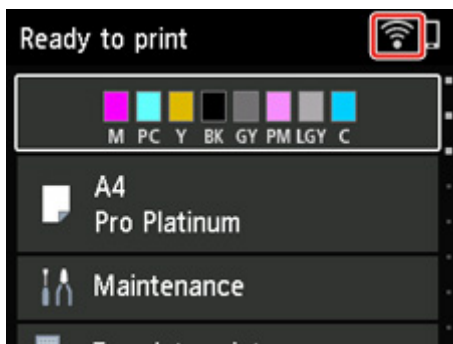 Ready to print
M PC Y BK GY PM LGY C
A4
Pro Platinum
Maintenance